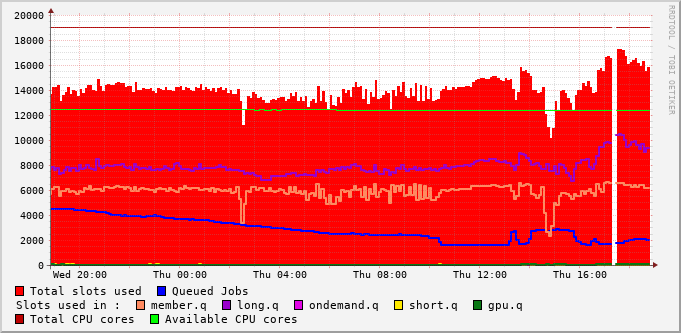 20000
18000
16000
14000
12000
10000
8000
6000
4000
2000
0
Wed 20:00 Thu 00:00 Thu 04:00 Thu 08:00 Thu 12:00 Thu 16:00
RRDTOOL / TOBI OETIKER
Total slots used Queued Jobs
Slots used in : member.q long.q ondemand.q short.q gpu.q
Total CPU cores Available CPU cores